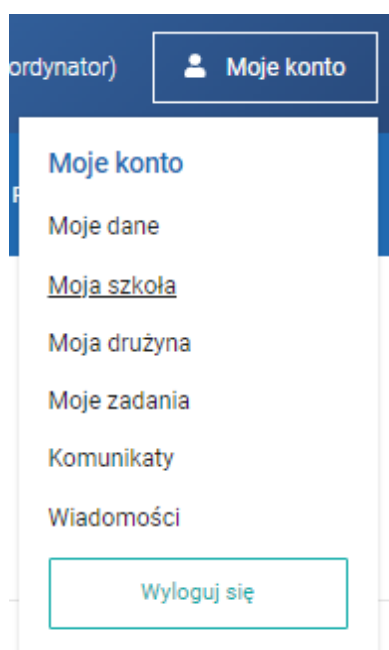 ordynator)
Moje konto
Moje konto
Moje dane
Moja szkoła
Moja drużyna
Moje zadania
Komunikaty
Wiadomości
Wyloguj się